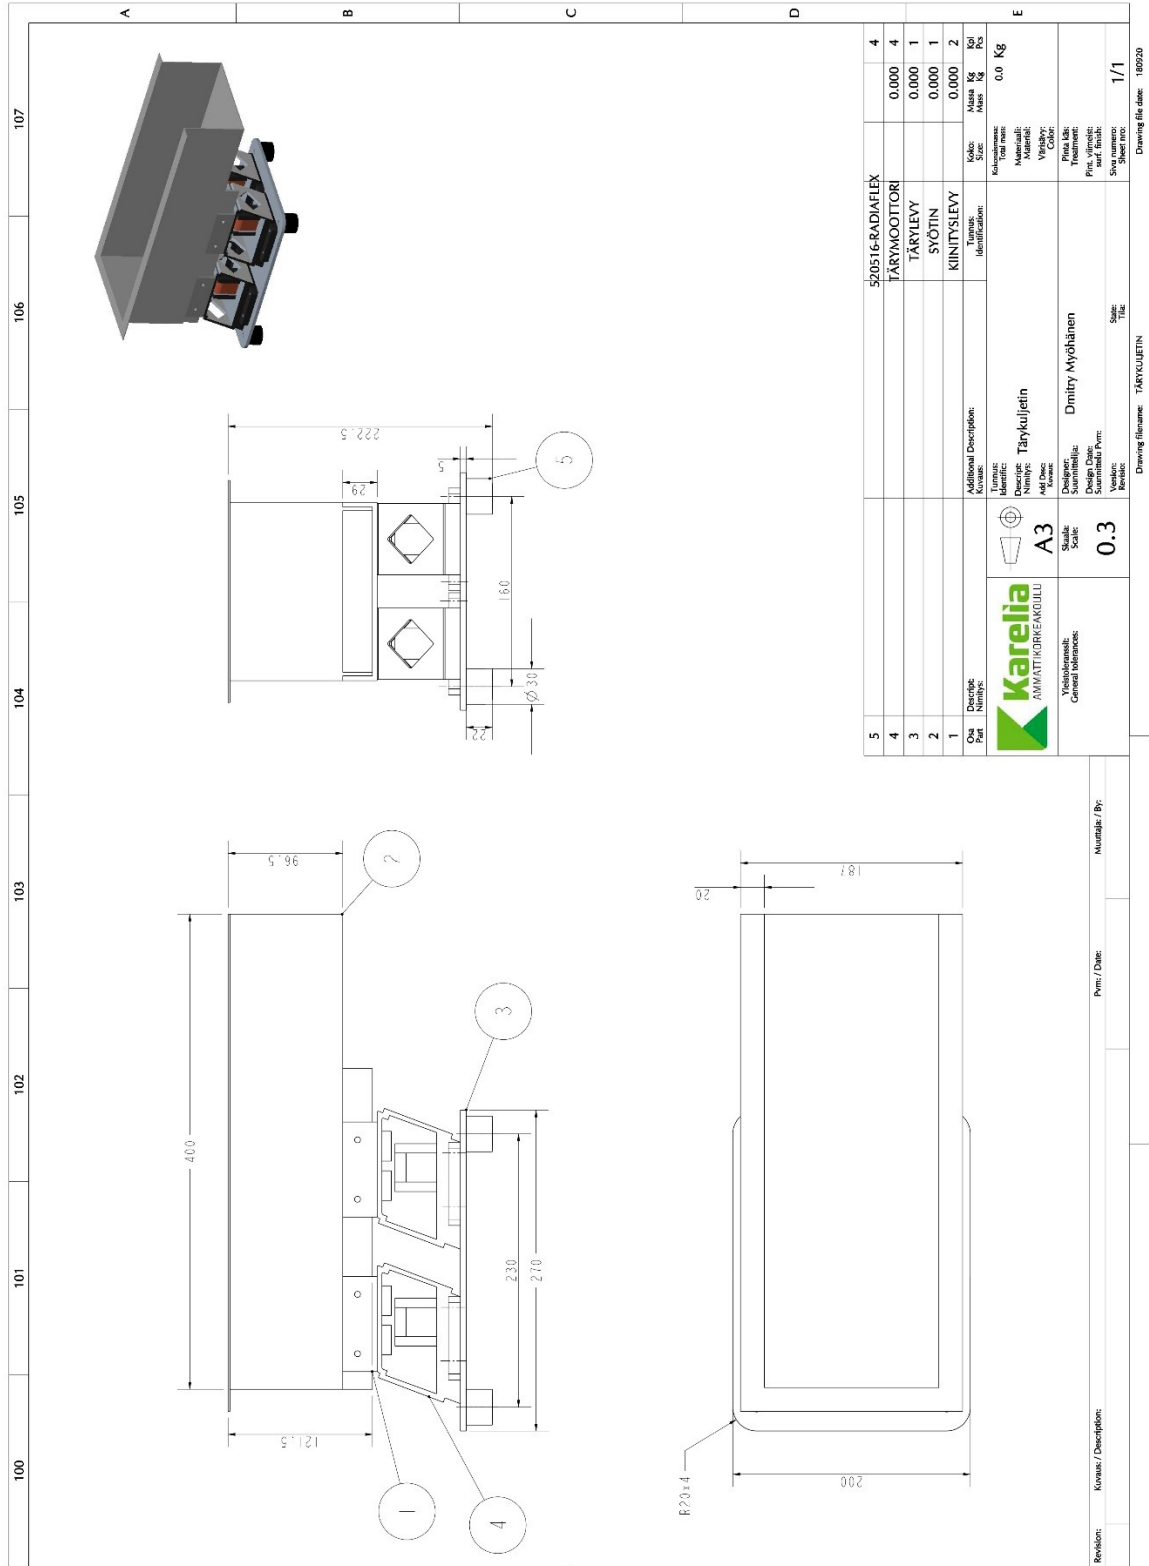 100 101 102 103 104 105 106 107
A
B
C
D
E
400
96.5
121.5
230
270
1
2
3
4
222.5
29
5
160
Ø30
22
5
R20x4
200
20
187
5 520516-RADIAFLEX 4
4 TÄRYMOOTTORI 0.000 4
3 TÄRYLEVY 0.000 1
2 SYÖTIN 0.000 1
1 KIINITYSLEVY 0.000 2
Osa Descript: Additional Description: Tunnus: Koko: Massa Kg Kpl
Part Nimitys: Kuvaus: Identification: Size: Mass Kg Pcs
Karelia
AMMATTIKORKEAKOULU
A3
Tunnus:
Identific:
Descript: Tärykuljetin
Nimitys:
Add Desc:
Kuvaus:
Kokonaismassa: 0.0 Kg
Total mass:
Materiaali:
Material:
Väri/sävy:
Color:
Yleistoleranssit:
General tolerances:
Skaala:
Scale:
0.3
Designer: Dmitry Myöhänen
Suunnittelija:
Design Date:
Suunnittelu Pvm:
Version:
Revisio:
State:
Tila:
Pinta käs:
Treatment:
Pint. viimeist:
surf. finish:
Sivu numero: 1/1
Sheet nro:
Revision: Kuvaus: / Description: Pvm: / Date: Muuttaja: / By:
Drawing filename: TÄRYKULJETIN Drawing file date: 180920